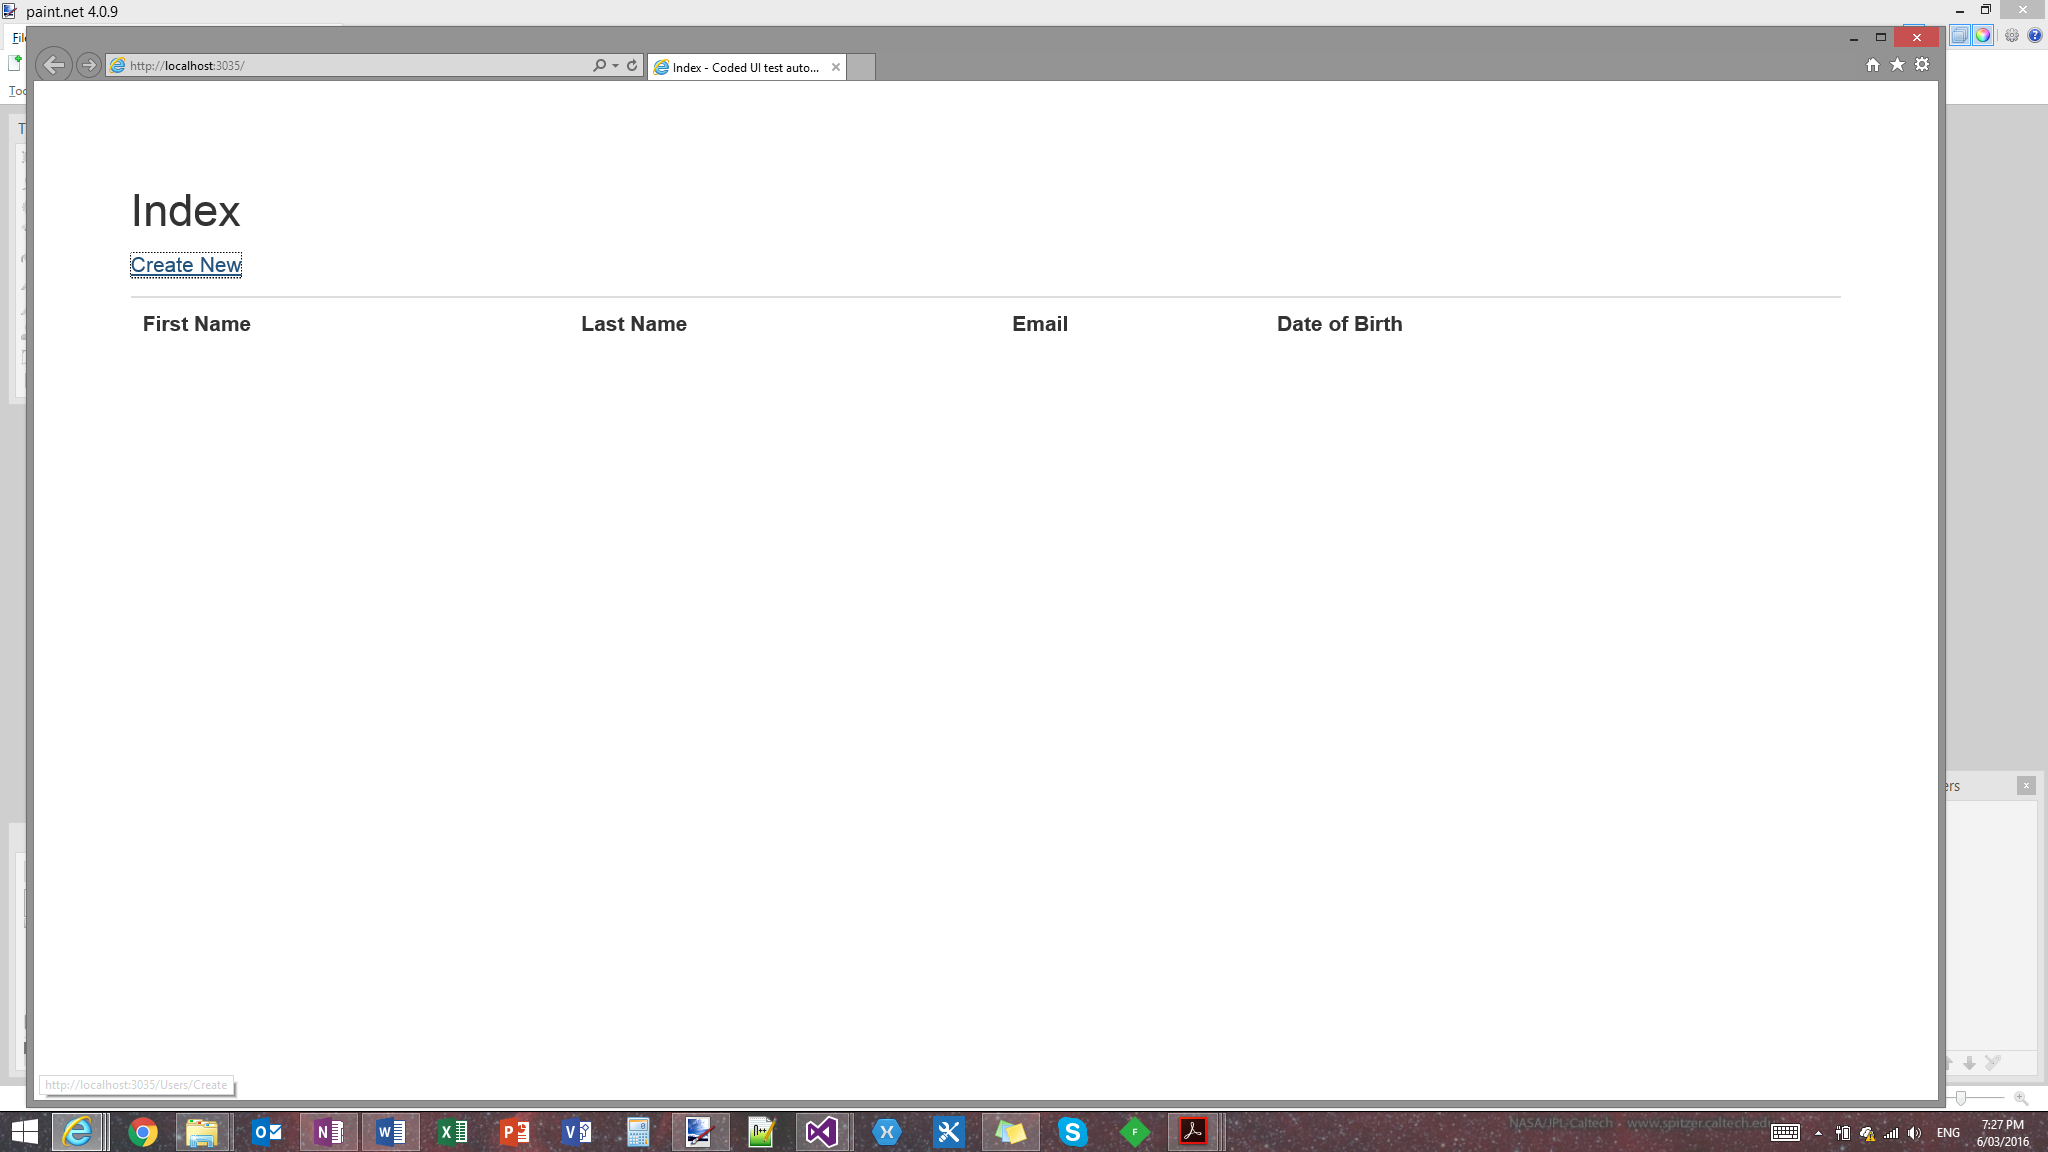 paint.net 4.0.9
http://localhost:3035/
Index - Coded UI test auto...
Index
Create New
First Name Last Name Email Date of Birth
http://localhost:3035/Users/Create
NASA/JPL-Caltech www.spitzer.caltech.ed
ENG
7:27 PM
6/03/2016